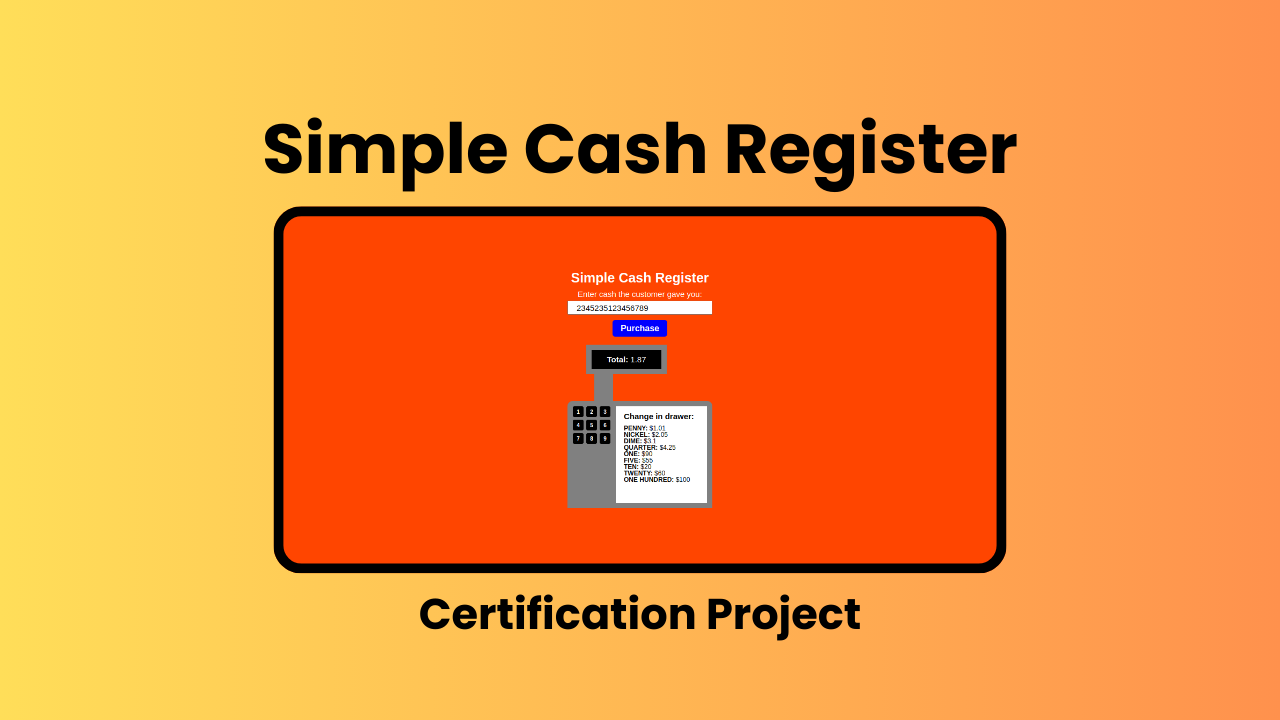 Simple Cash Register
Simple Cash Register
Enter cash the customer gave you:
2345235123456789
Purchase
Total: 1.87
1 2 3
4 5 6
7 8 9
Change in drawer:
PENNY: $1.01
NICKEL: $2.05
DIME: $3.1
QUARTER: $4.25
ONE: $90
FIVE: $55
TEN: $20
TWENTY: $60
ONE HUNDRED: $100
Certification Project